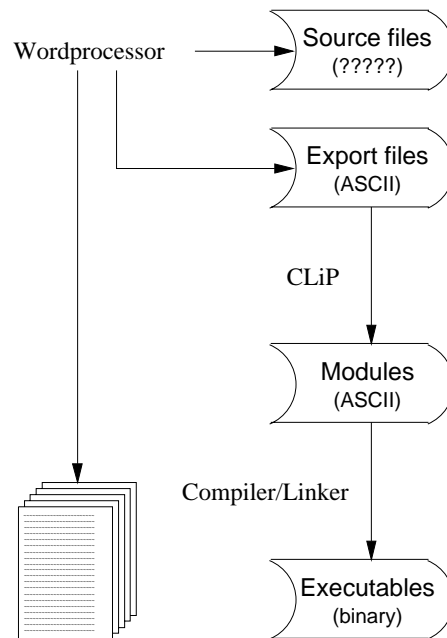 Source files
Wordprocessor
(?????)
Export files
(ASCII)
CLiP
Modules
(ASCII)
Compiler/Linker
Executables
(binary)